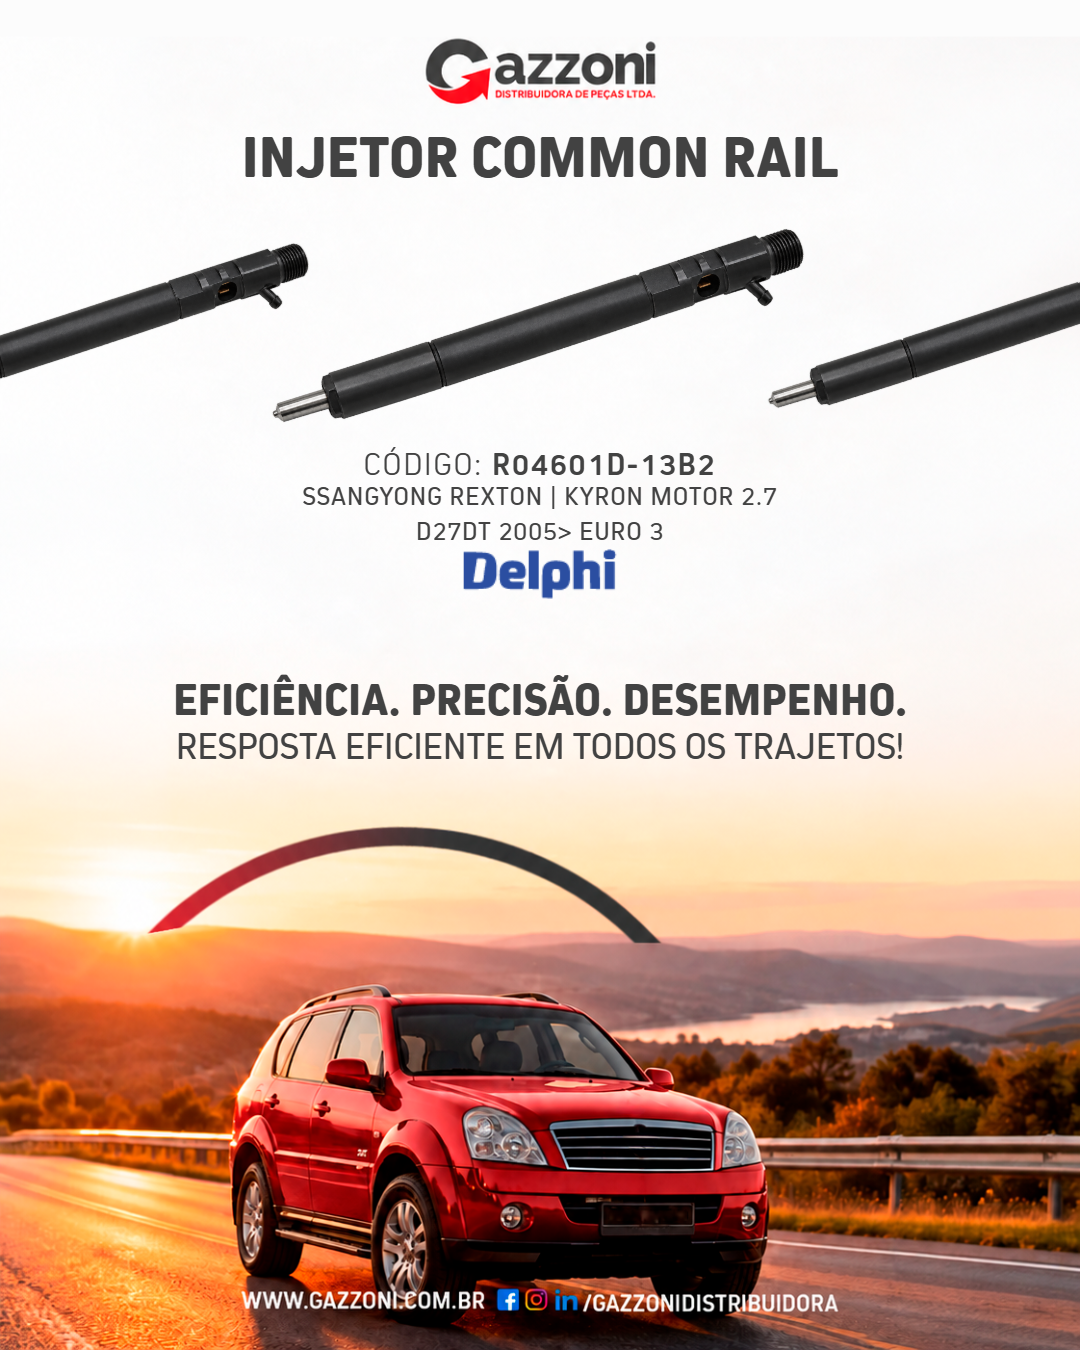 Gazzoni
DISTRIBUIDORA DE PEÇAS LTDA.
INJETOR COMMON RAIL
CÓDIGO: R04601D-13B2
SSANGYONG REXTON | KYRON MOTOR 2.7
D27DT 2005> EURO 3
Delphi
EFICIÊNCIA. PRECISÃO. DESEMPENHO.
RESPOSTA EFICIENTE EM TODOS OS TRAJETOS!
WWW.GAZZONI.COM.BR /GAZZONIDISTRIBUIDORA